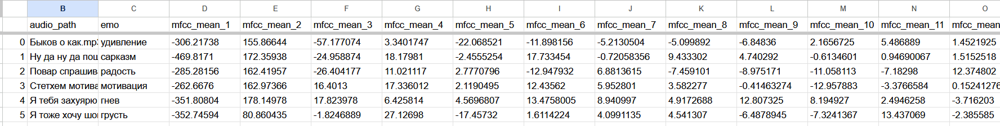 B C D E F G H I J K L M N O
audio_path emo mfcc_mean_1 mfcc_mean_2 mfcc_mean_3 mfcc_mean_4 mfcc_mean_5 mfcc_mean_6 mfcc_mean_7 mfcc_mean_8 mfcc_mean_9 mfcc_mean_10 mfcc_mean_11 mfcc_mean
0 Быков о как.mp3 удивление -306.21738 155.86644 -57.177074 3.3401747 -22.068521 -11.898156 -5.2130504 -5.099892 -6.84836 2.1656725 5.486889 1.4521925
1 Ну да ну да пош сарказм -469.8171 172.35938 -24.958874 18.17981 -2.4555254 17.733454 -0.72058356 9.433302 4.740292 -0.6134601 0.94690067 1.5152518
2 Повар спрашив радость -285.28156 162.41957 -26.404177 11.021117 2.7770796 -12.947932 6.8813615 -7.459101 -8.975171 -11.058113 -7.18298 12.374802
3 Стетхем мотива мотивация -262.6676 162.97366 16.4013 17.336012 2.1190495 12.43562 5.952801 3.582277 -0.41463274 -12.957883 -3.3766584 0.15241276
4 Я тебя захуярю гнев -351.80804 178.14978 17.823978 6.425814 4.5696807 13.4758005 8.940997 4.9172688 12.807325 8.194927 2.4946258 -3.716203
5 Я тоже хочу шо грусть -352.74594 80.860435 -1.8246889 27.12698 -17.45732 1.6114224 4.0991135 4.541307 -6.4878945 -7.3241367 13.437069 -2.385585